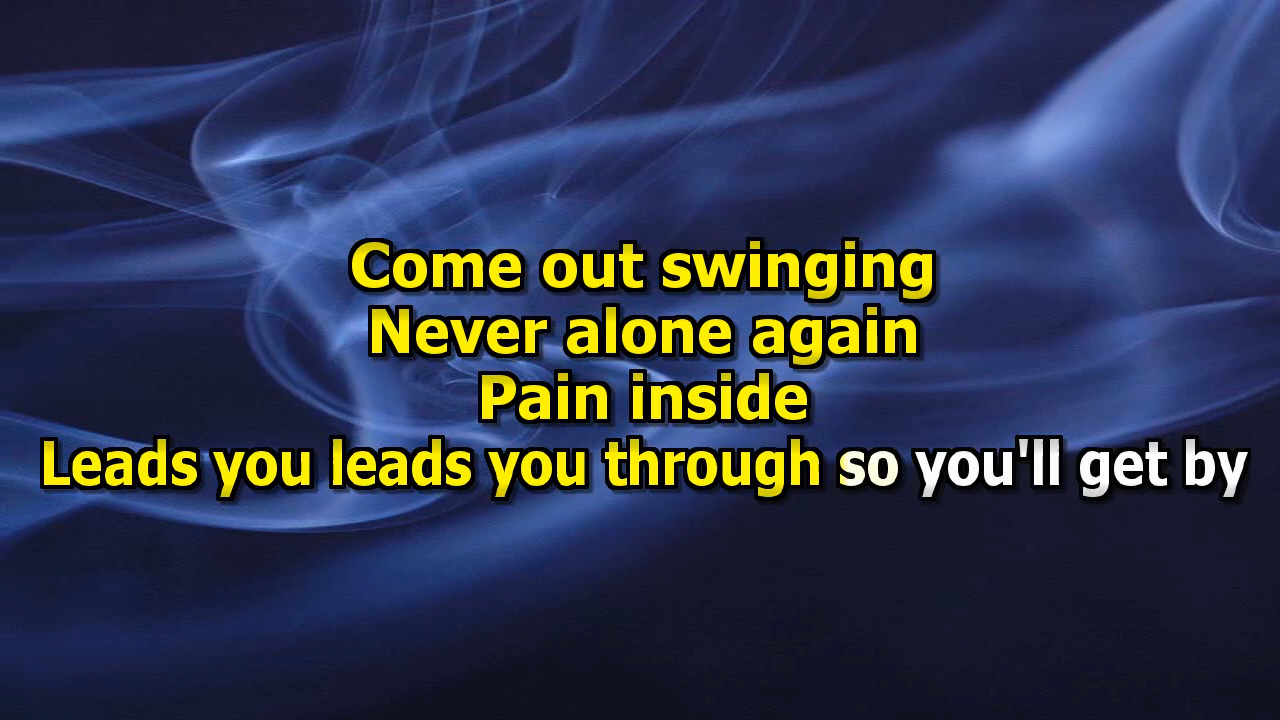 Come out swinging
Never alone again
Pain inside
Leads you leads you through so you'll get by